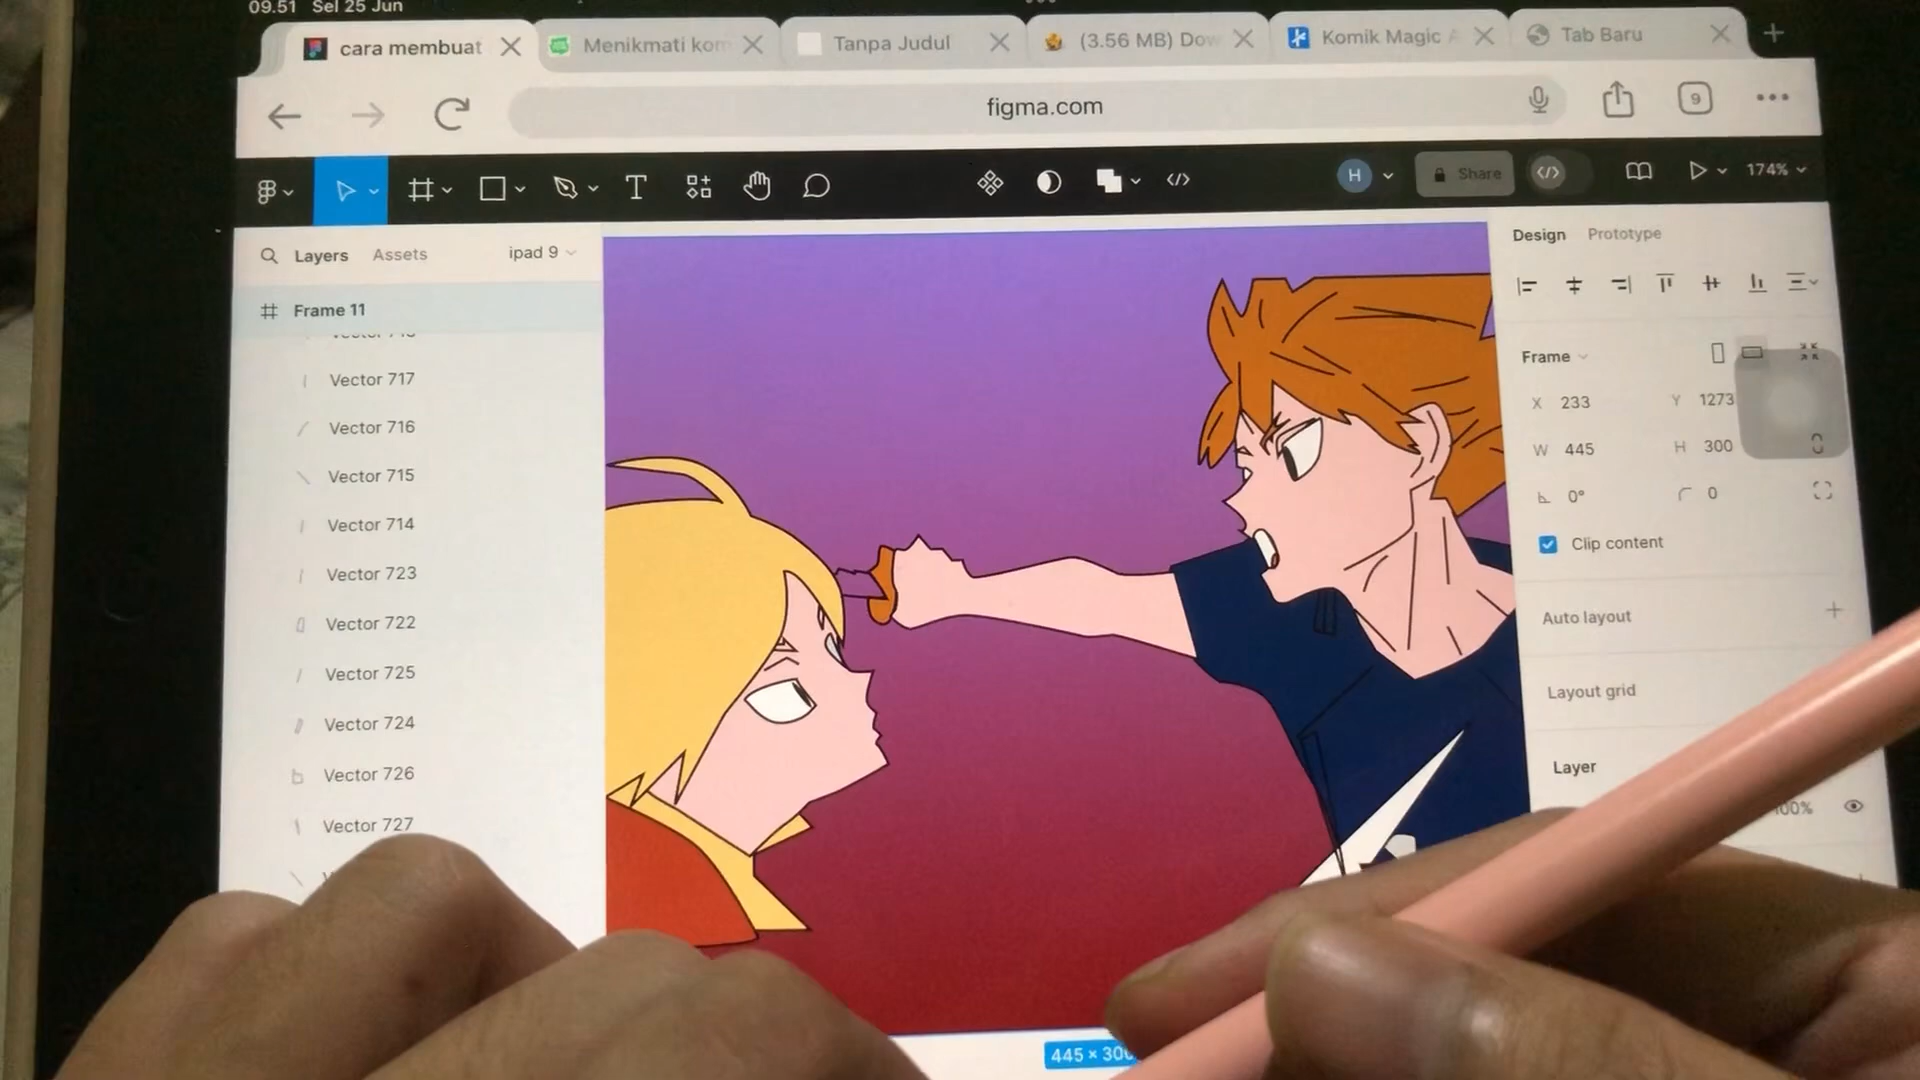 09.51 Sel 25 Jun
cara membuat
Menikmati kom
Tanpa Judul
(3.56 MB) Dow
Komik Magic A
Tab Baru
figma.com
9
H
Share
174%
Layers
Assets
ipad 9
Design
Prototype
Frame 11
Vector 717
Vector 716
Vector 715
Vector 714
Vector 723
Vector 722
Vector 725
Vector 724
Vector 726
Vector 727
Frame
X 233
Y 1273
W 445
H 300
0°
0
Clip content
Auto layout
Layout grid
Layer
100%
445 × 300